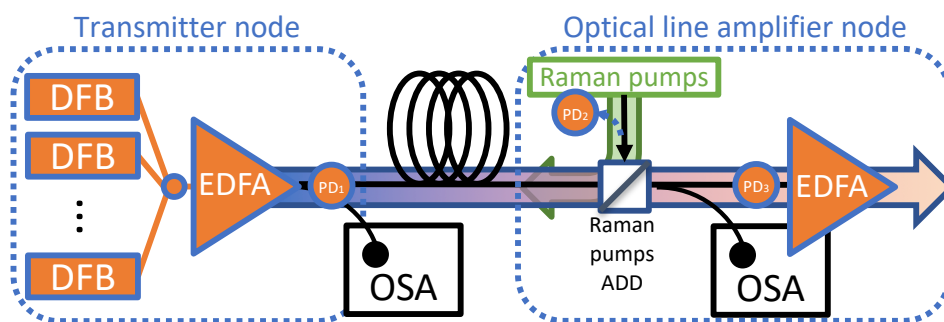 Transmitter node
Optical line amplifier node
DFB
DFB
⋮
DFB
EDFA
PD1
OSA
Raman pumps
PD2
Raman
pumps
ADD
PD3
EDFA
OSA